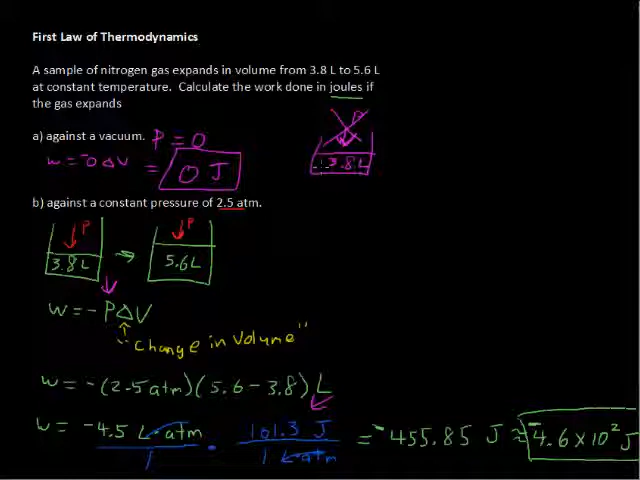 First Law of Thermodynamics
A sample of nitrogen gas expands in volume from 3.8 L to 5.6 L
at constant temperature. Calculate the work done in joules if
the gas expands
P
3.8L
a) against a vacuum. P = 0
w = -0 ΔV = 0 J
b) against a constant pressure of 2.5 atm.
P P
3.8L → 5.6L
w = - PΔV
"Change in Volume"
w = -(2.5atm)(5.6 - 3.8) L
w = -4.5 L·atm / 1 · 101.3 J / 1 L·atm = -455.85 J ≈ -4.6 x 10² J